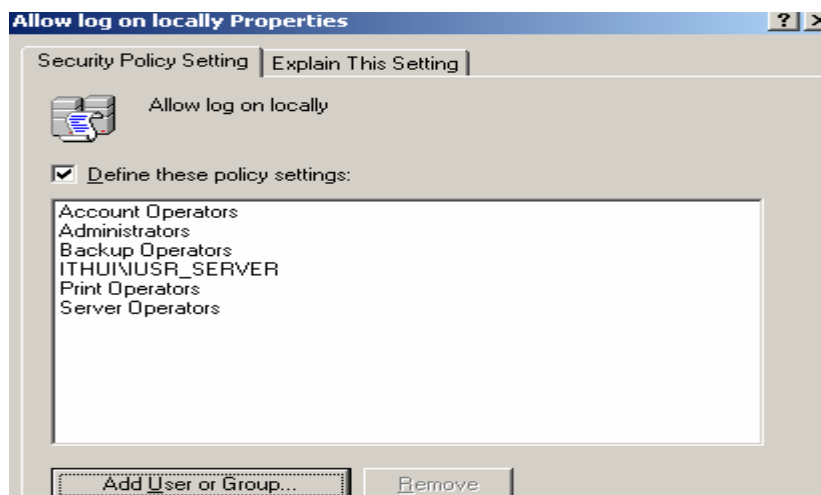 Allow log on locally Properties
Security Policy Setting
Explain This Setting
Allow log on locally
Define these policy settings:
Account Operators
Administrators
Backup Operators
ITHUI\IUSR_SERVER
Print Operators
Server Operators
Add User or Group...
Remove